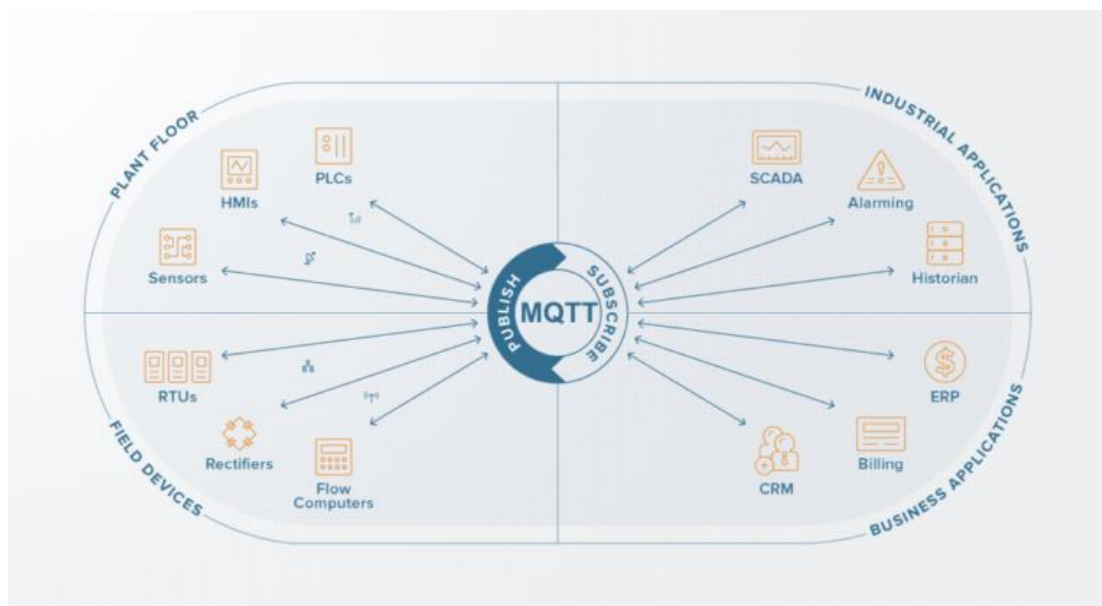 PLANT FLOOR
INDUSTRIAL APPLICATIONS
PLCs
HMIs
Sensors
SCADA
Alarming
Historian
PUBLISH
MQTT
SUBSCRIBE
RTUs
Rectifiers
Flow
Computers
ERP
Billing
CRM
FIELD DEVICES
BUSINESS APPLICATIONS